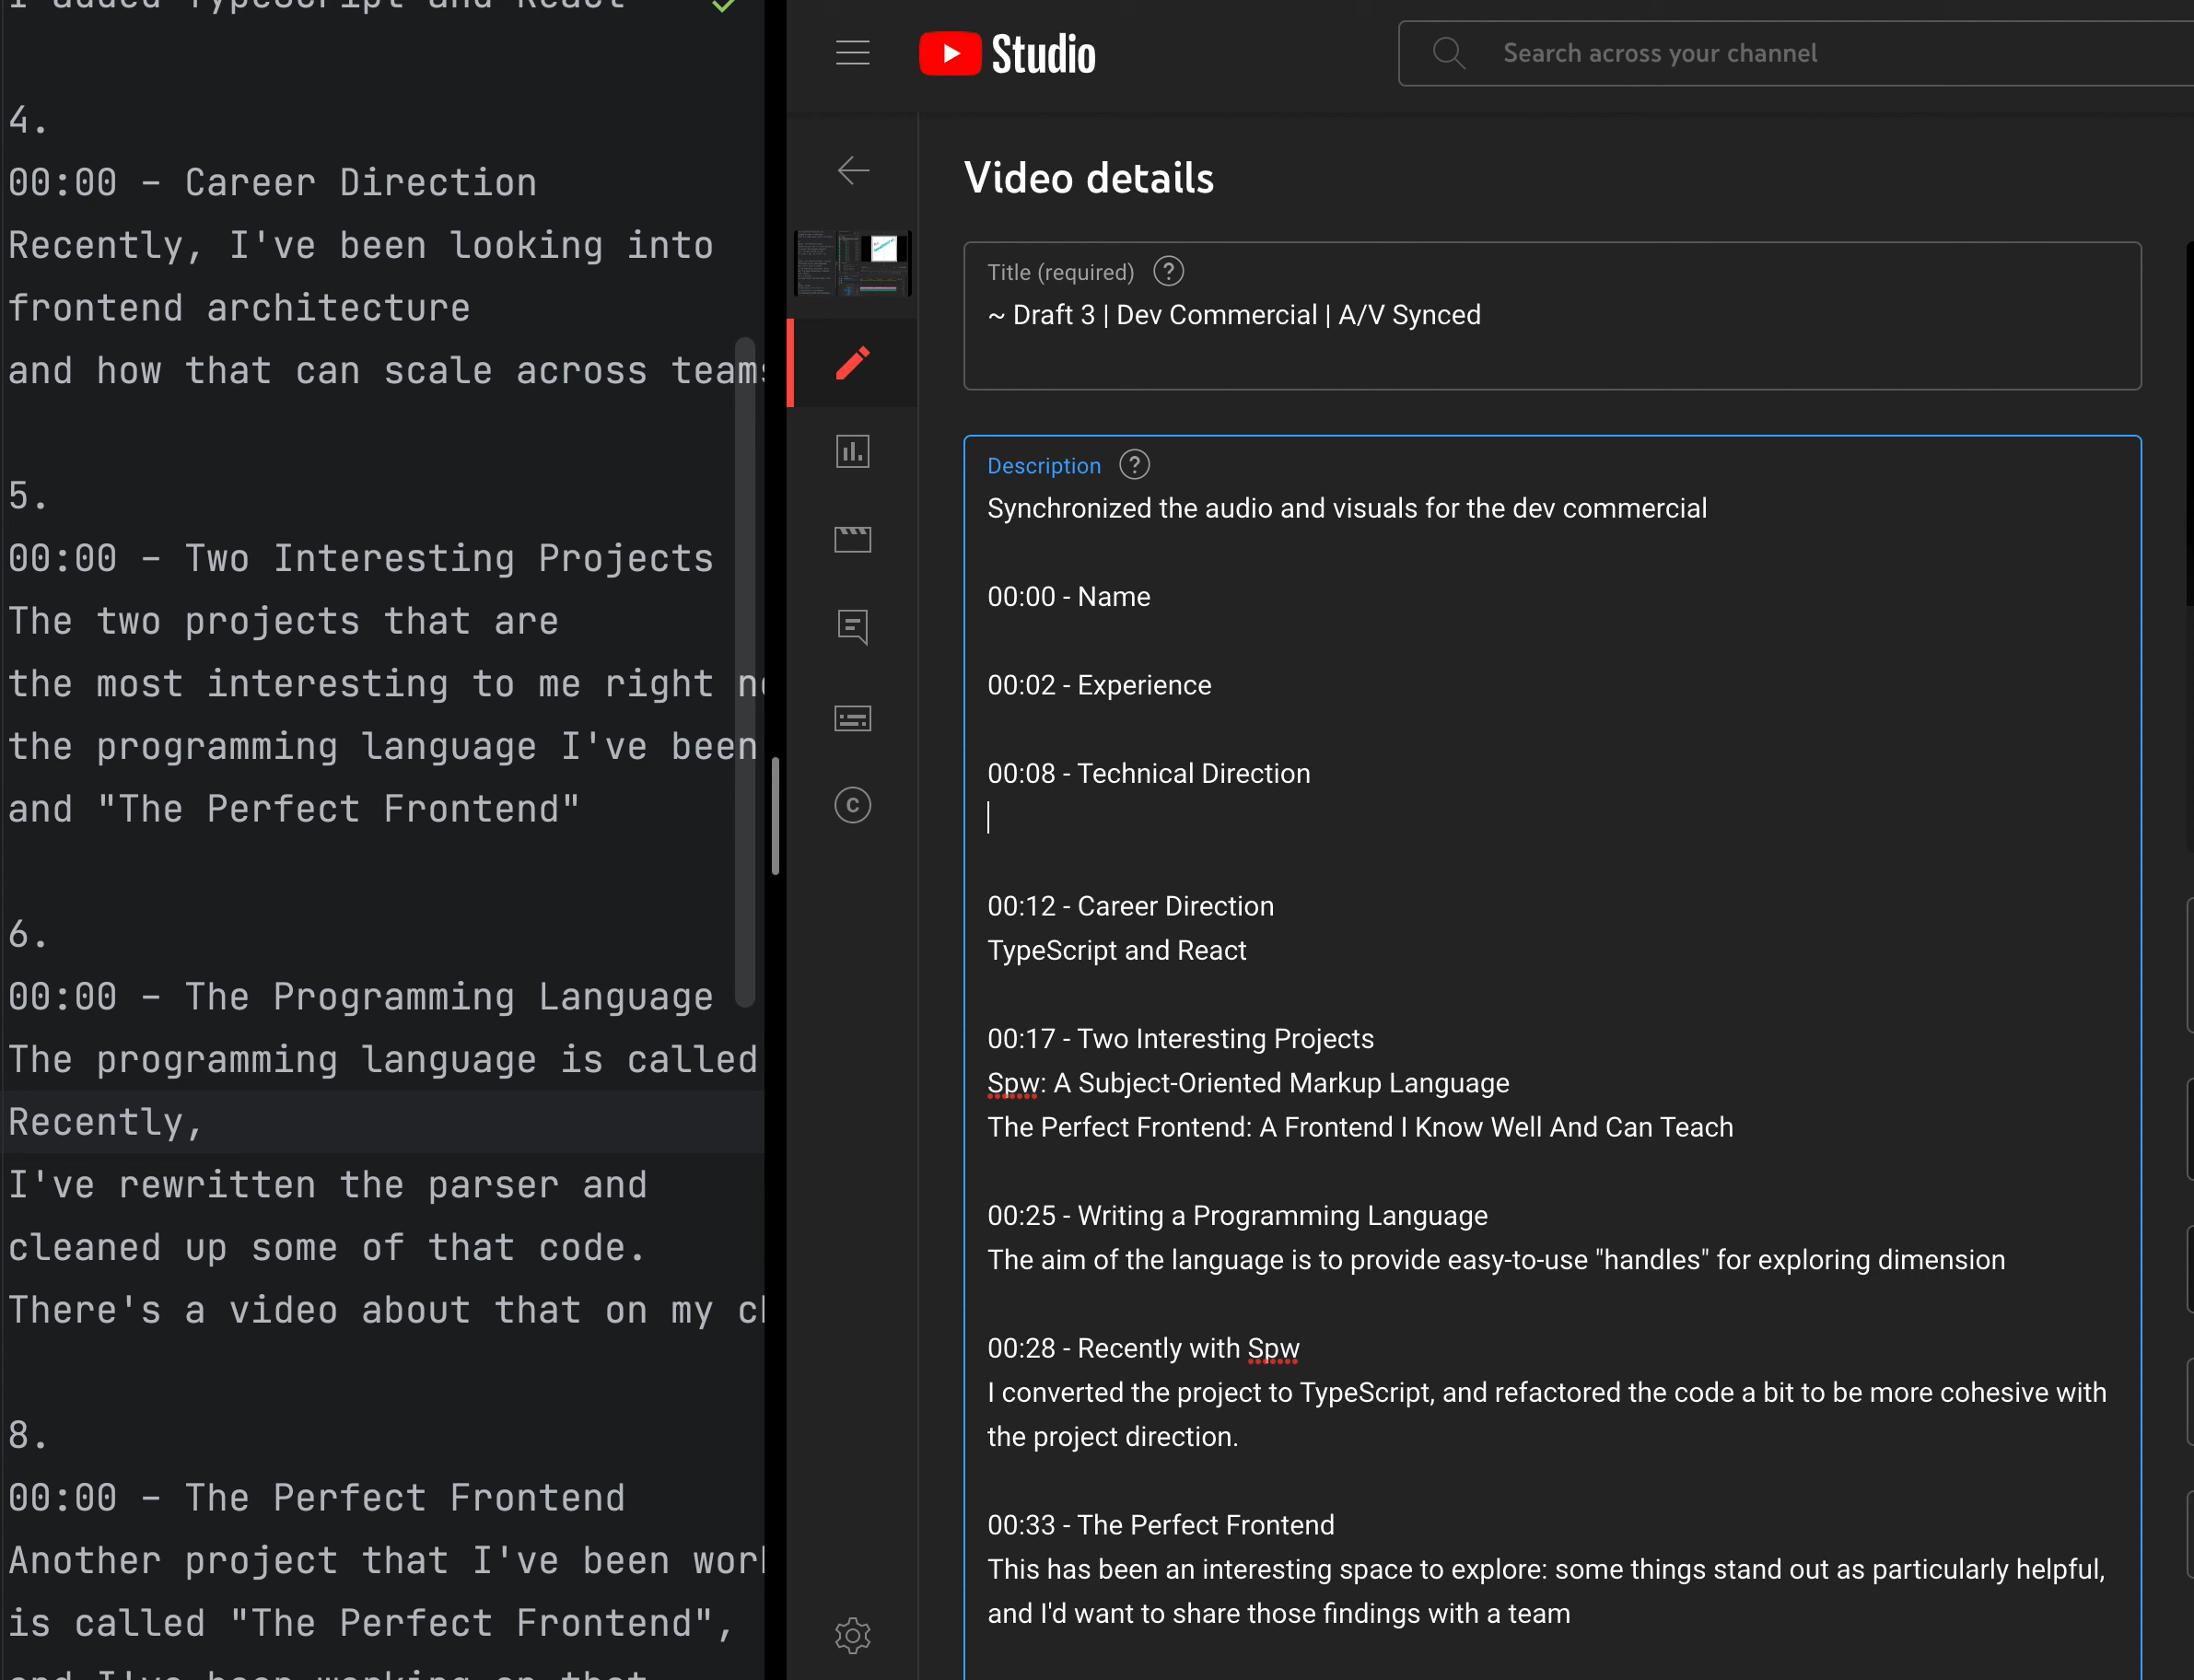 I added TypeScript and React
4.
00:00 – Career Direction
Recently, I've been looking into
frontend architecture
and how that can scale across teams
5.
00:00 – Two Interesting Projects
The two projects that are
the most interesting to me right
the programming language I've been
and "The Perfect Frontend"
6.
00:00 – The Programming Language
The programming language is called
Recently,
I've rewritten the parser and
cleaned up some of that code.
There's a video about that on my
8.
00:00 – The Perfect Frontend
Another project that I've been
is called "The Perfect Frontend",
and I've been working on that
Studio
Search across your channel
Video details
Title (required) ?
~ Draft 3 | Dev Commercial | A/V Synced
Description ?
Synchronized the audio and visuals for the dev commercial
00:00 - Name
00:02 - Experience
00:08 - Technical Direction
00:12 - Career Direction
TypeScript and React
00:17 - Two Interesting Projects
Spw: A Subject-Oriented Markup Language
The Perfect Frontend: A Frontend I Know Well And Can Teach
00:25 - Writing a Programming Language
The aim of the language is to provide easy-to-use "handles" for exploring dimension
00:28 - Recently with Spw
I converted the project to TypeScript, and refactored the code a bit to be more cohesive with
the project direction.
00:33 - The Perfect Frontend
This has been an interesting space to explore: some things stand out as particularly helpful,
and I'd want to share those findings with a team